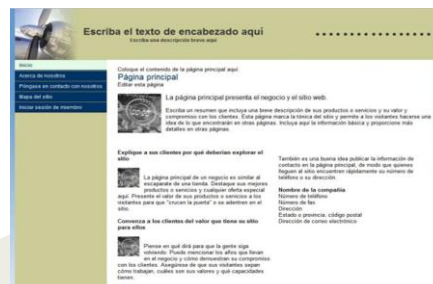 Escriba el texto de encabezado aquí
Escriba una descripción breve aquí
Inicio
Acerca de nosotros
Póngase en contacto con nosotros
Mapa del sitio
Iniciar sesión de miembro
Coloque el contenido de la página principal aquí.
Página principal
Editar esta página
La página principal presenta el negocio y el sitio web.
Escriba un resumen que incluya una breve descripción de sus productos o servicios y su valor y
compromiso con los clientes. Esta página marca la tónica del sitio y permite a los visitantes hacerse una
idea de lo que encontrarán en otras páginas. Incluya aquí la información básica y proporcione más
detalles en otras páginas.
Explique a sus clientes por qué deberían explorar el
sitio
La página principal de un negocio es similar al
escaparate de una tienda. Destaque sus mejores
productos o servicios y cualquier oferta especial
aquí. Presente el valor de sus productos o servicios a los
visitantes para que "crucen la puerta" o se adentren en el
sitio.
Convenza a los clientes del valor que tiene su sitio
para ellos
Piense en qué dirá para que la gente siga
volviendo. Puede mencionar los años que llevan
en el negocio y cómo demuestran su compromiso
con los clientes. Asegúrese de que sus visitantes sepan
cómo trabajan, cuáles son sus valores y qué capacidades
tienen.
También es una buena idea publicar la información de
contacto en la página principal, de modo que quienes
lleguen al sitio encuentren rápidamente su número de
teléfono o su dirección.
Nombre de la compañía
Número de teléfono
Número de fax
Dirección
Estado o provincia, código postal
Dirección de correo electrónico